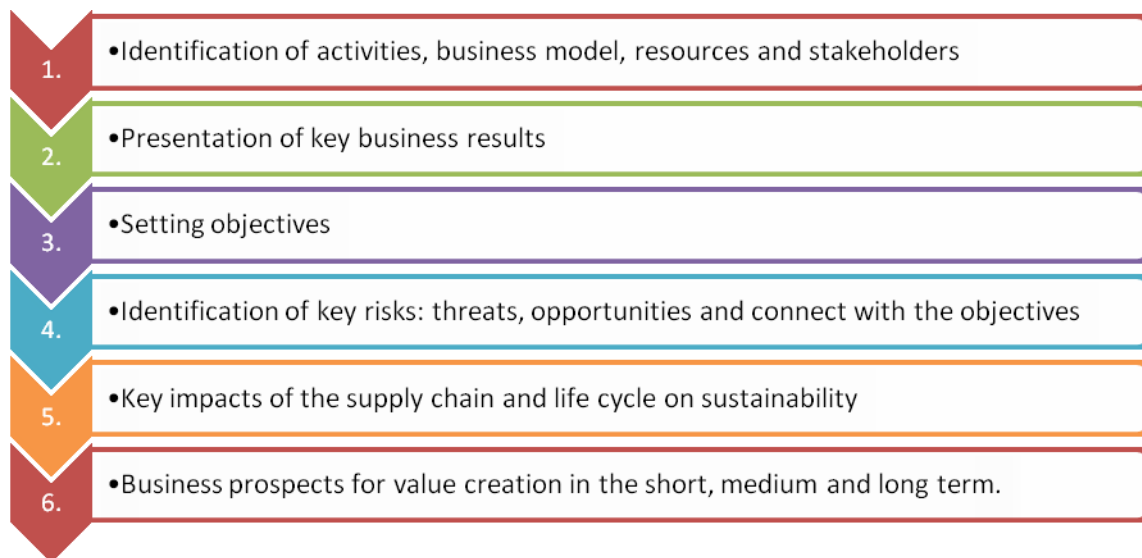 1. •Identification of activities, business model, resources and stakeholders
2. •Presentation of key business results
3. •Setting objectives
4. •Identification of key risks: threats, opportunities and connect with the objectives
5. •Key impacts of the supply chain and life cycle on sustainability
6. •Business prospects for value creation in the short, medium and long term.